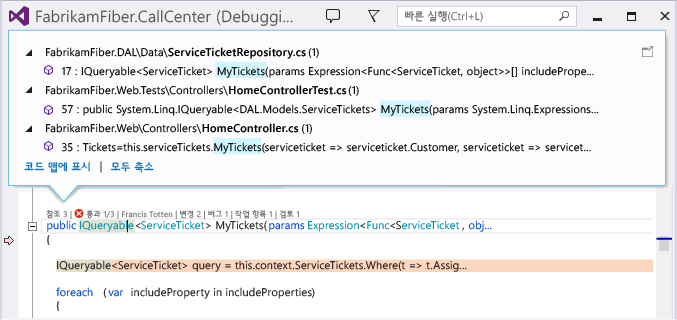 FabrikamFiber.CallCenter (Debuggi...
빠른 실행(Ctrl+L)
FabrikamFiber.DAL\Data\ServiceTicketRepository.cs (1)
17 : IQueryable<ServiceTicket> MyTickets(params Expression<Func<ServiceTicket, object>>[] includePrope...
FabrikamFiber.Web.Tests\Controllers\HomeControllerTest.cs (1)
57 : public System.Linq.IQueryable<DAL.Models.ServiceTickets> MyTickets(params System.Linq.Expressions...
FabrikamFiber.Web\Controllers\HomeController.cs (1)
35 : Tickets=this.serviceTickets.MyTickets(serviceticket => serviceticket.Customer, serviceticket => servicet...
코드 맵에 표시 | 모두 축소
참조 3 | 통과 1/3 | Francis Totten | 변경 2 | 버그 1 | 작업 항목 1 | 검토 1
public IQueryable<ServiceTicket> MyTickets(params Expression<Func<ServiceTicket, obj...
{
IQueryable<ServiceTicket> query = this.context.ServiceTickets.Where(t => t.Assig...
foreach (var includeProperty in includeProperties)
{